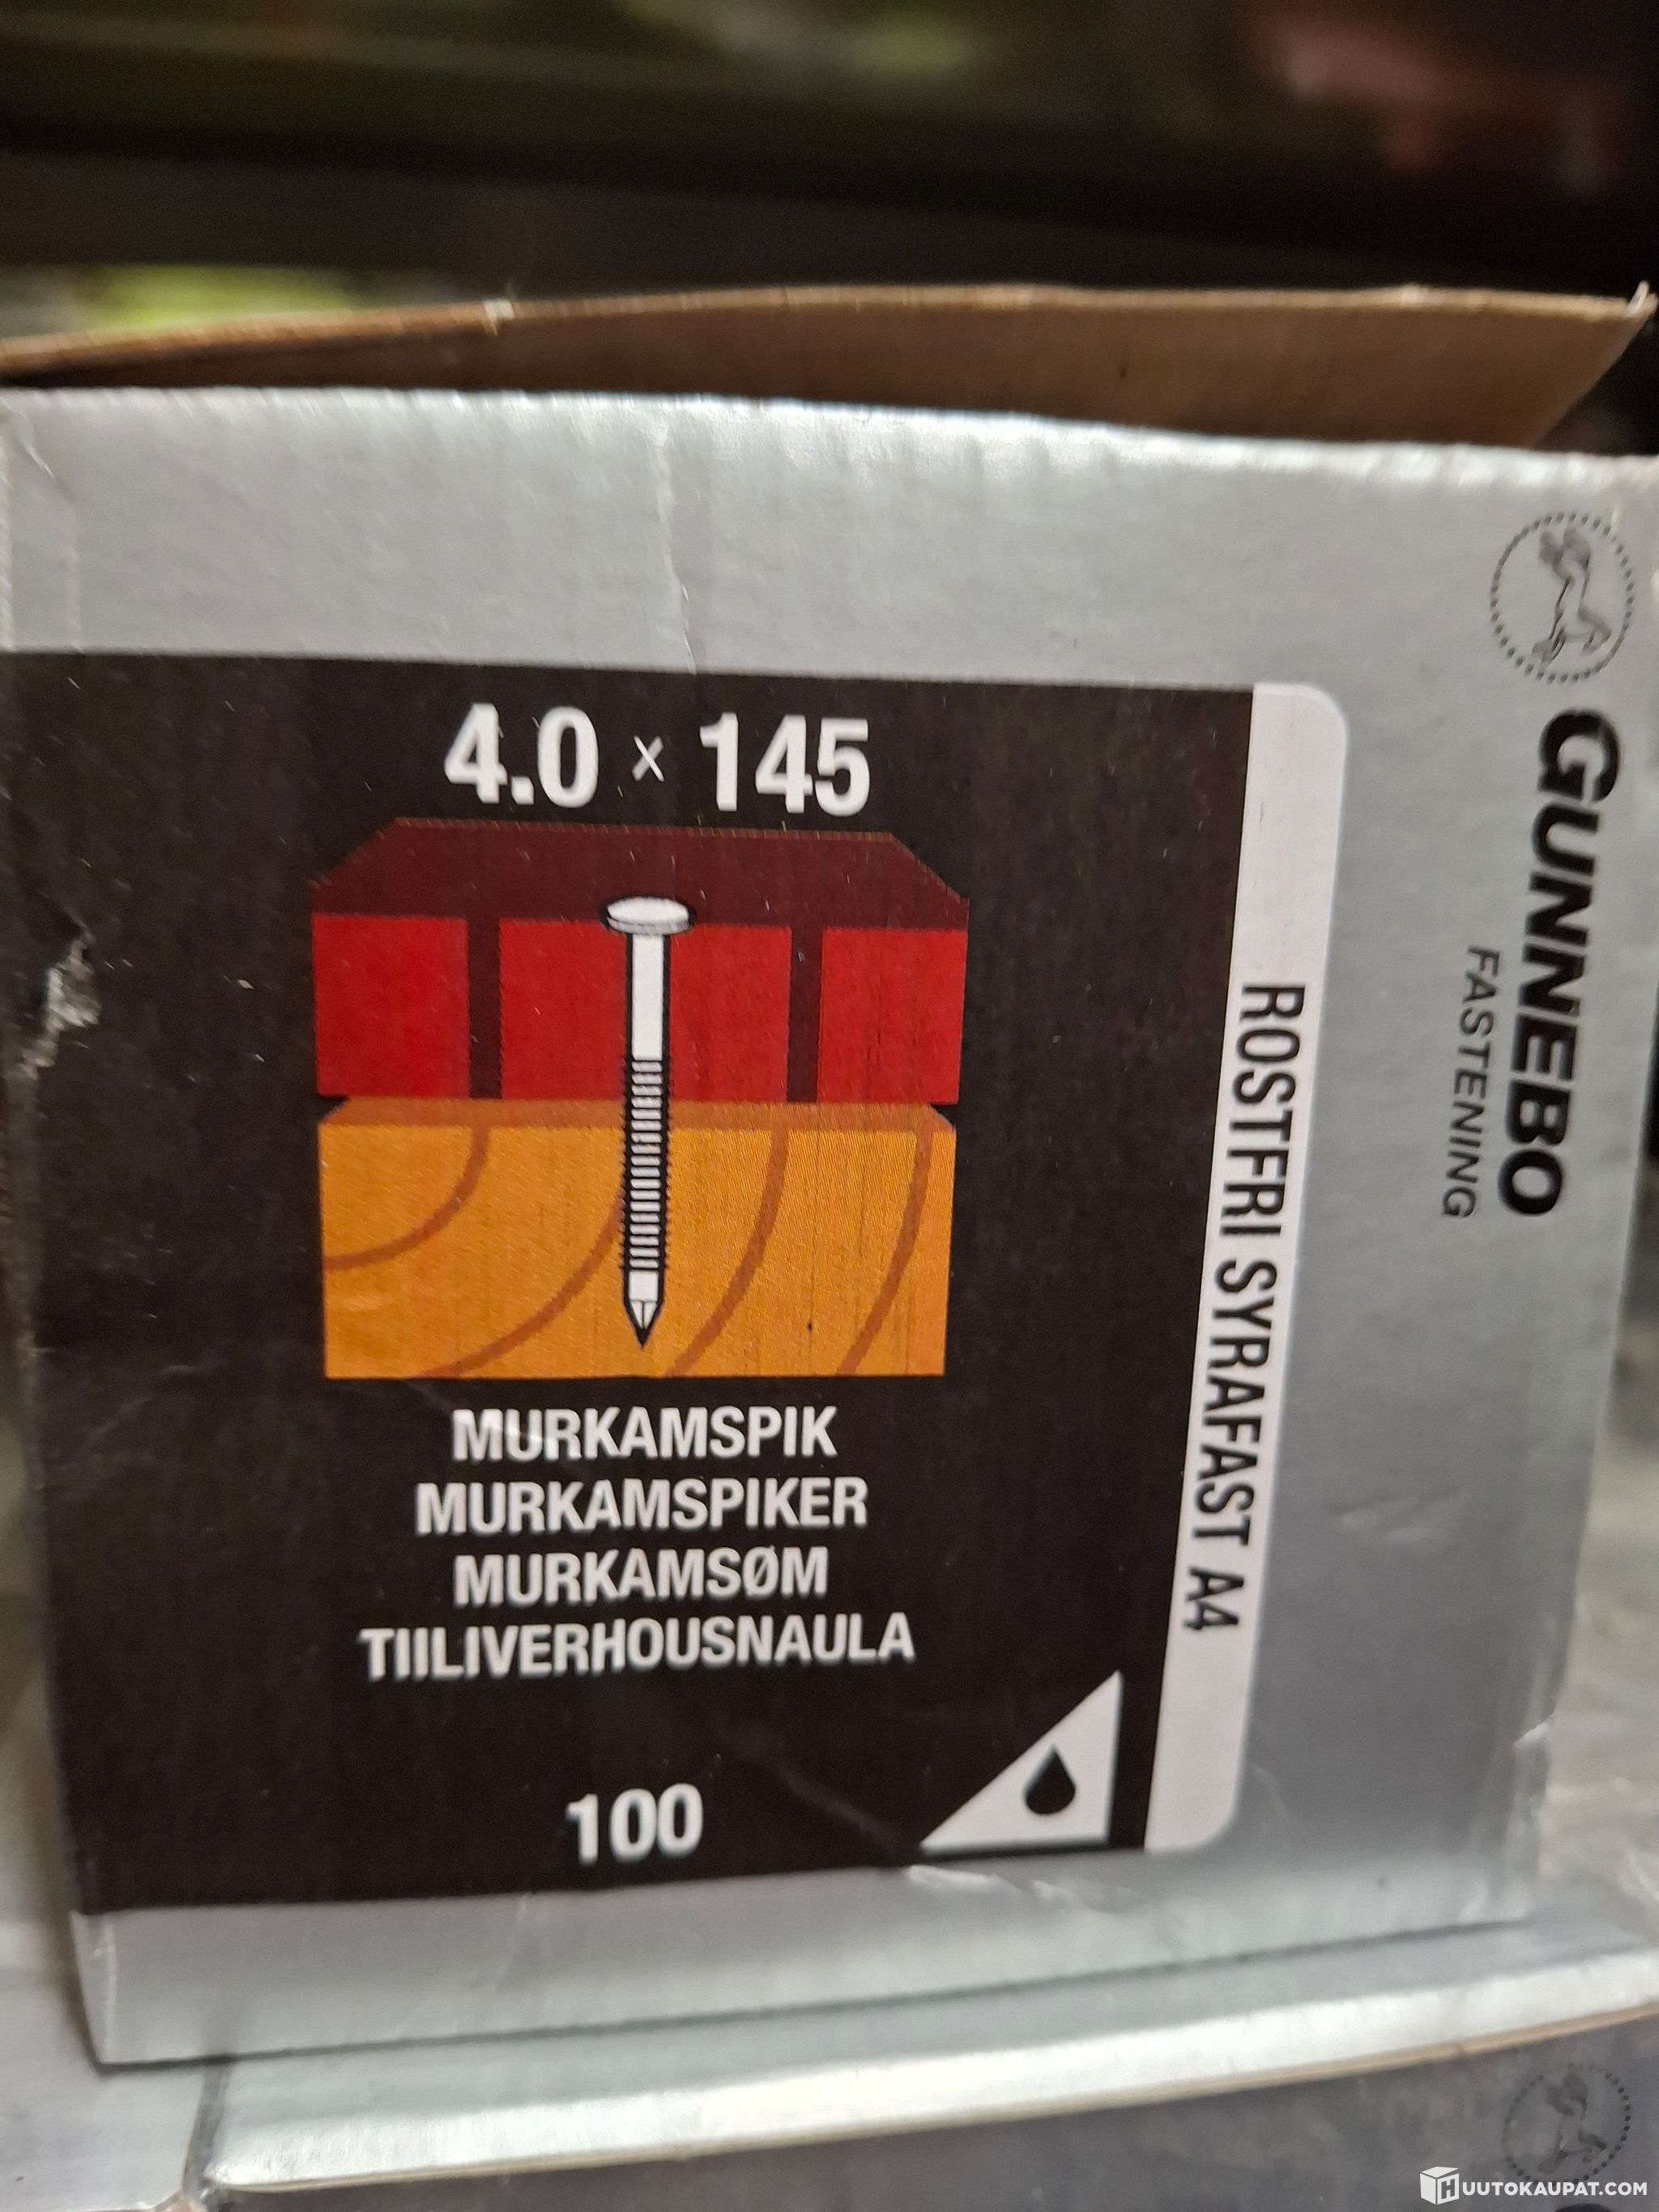 GUNNEBO
FASTENING
4.0 x 145
ROSTFRI SYRAFAST A4
MURKAMSPIK
MURKAMSPIKER
MURKAMSØM
TIILIVERHOUSNAULA
100
HUUTOKAUPAT.COM